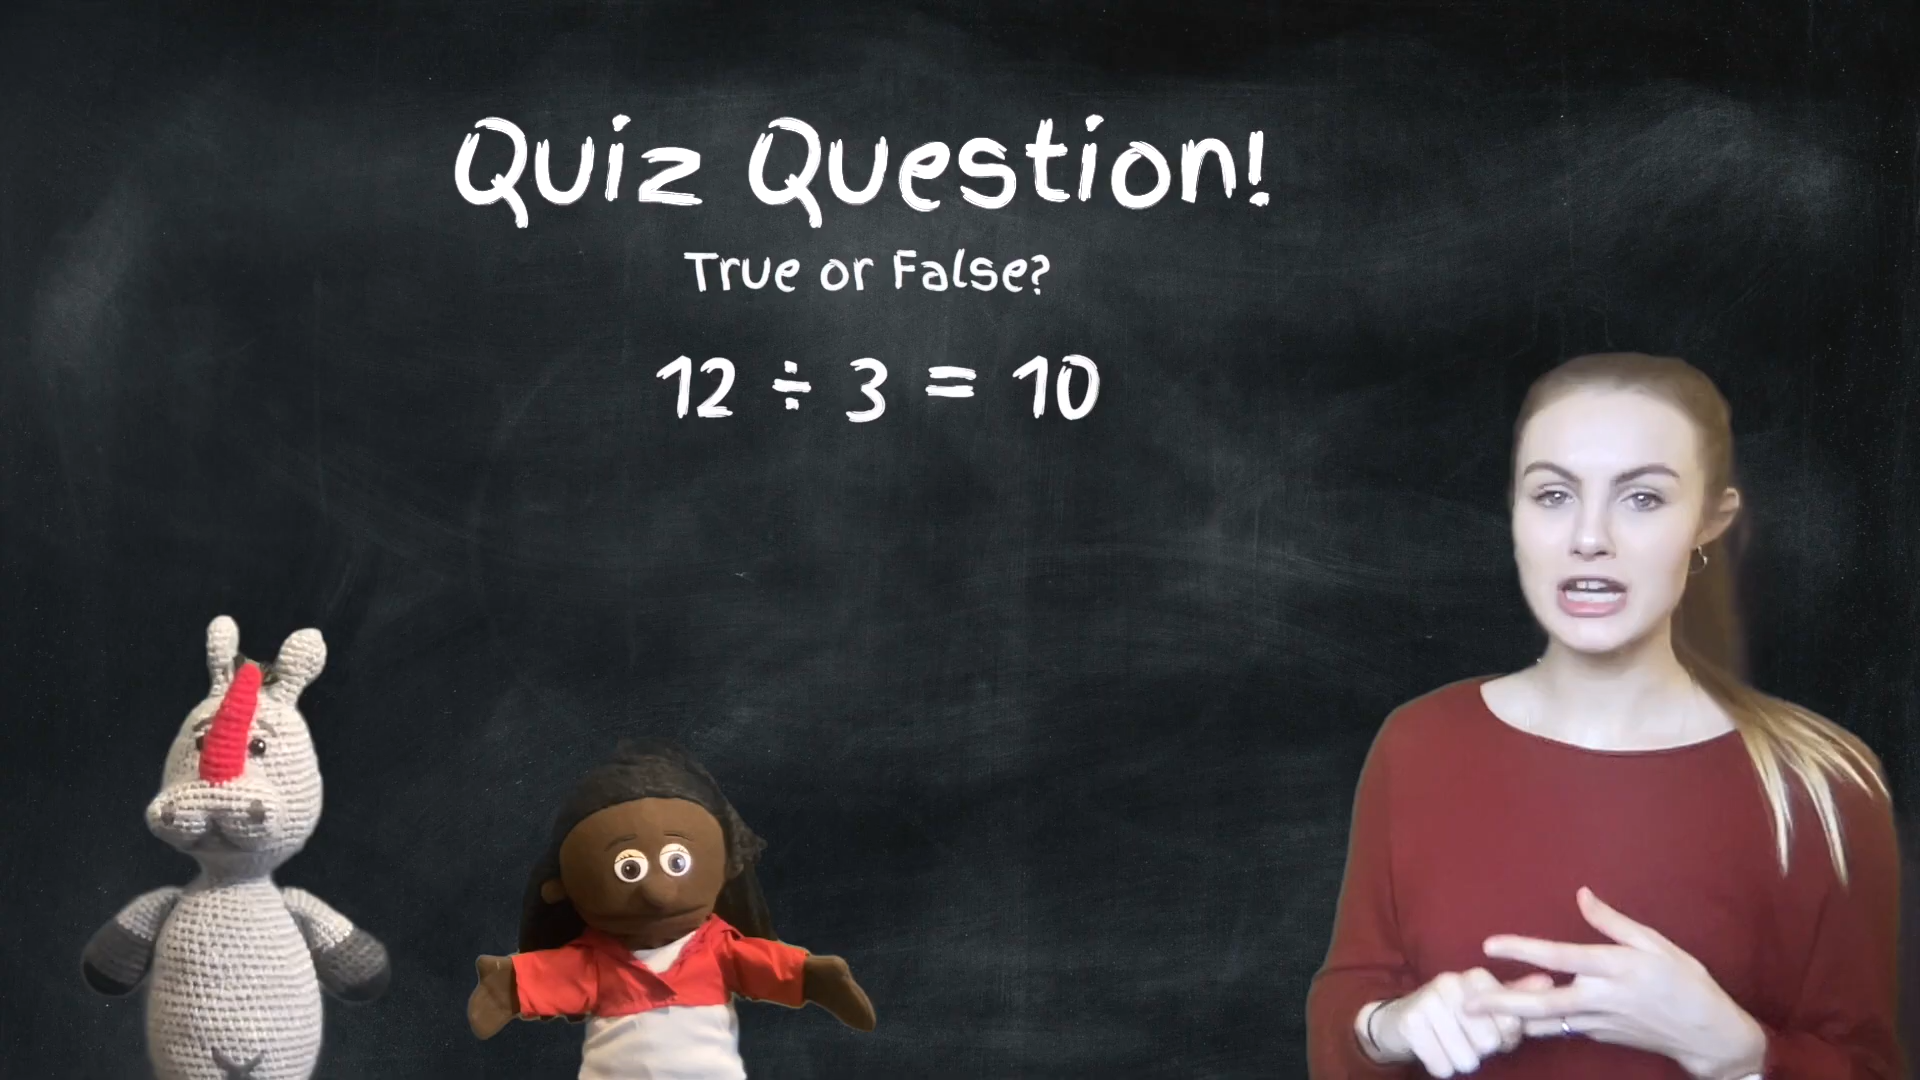 Quiz Question!
True or False?
12 ÷ 3 = 10